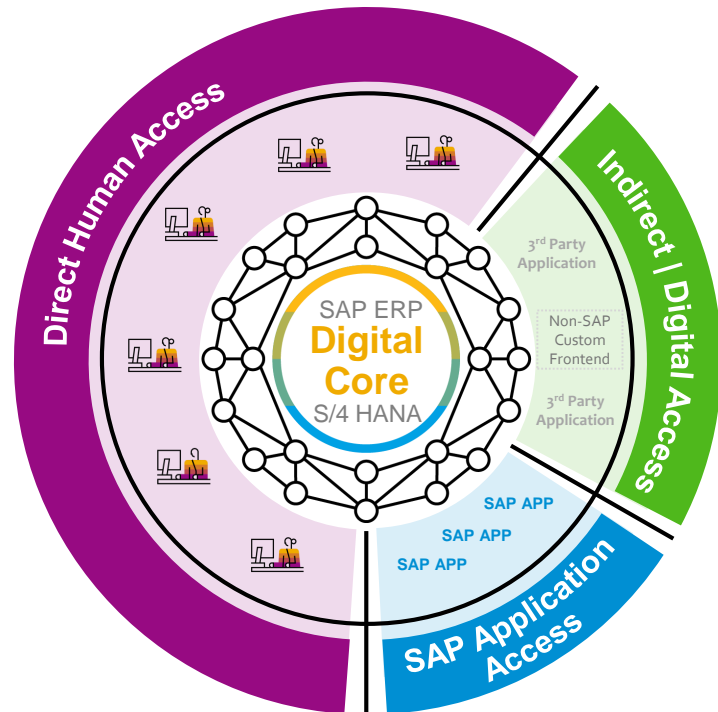 Direct Human Access
Indirect | Digital Access
3rd Party
Application
Non-SAP
Custom
Frontend
3rd Party
Application
SAP ERP
Digital
Core
S/4 HANA
SAP APP
SAP APP
SAP APP
SAP Application
Access